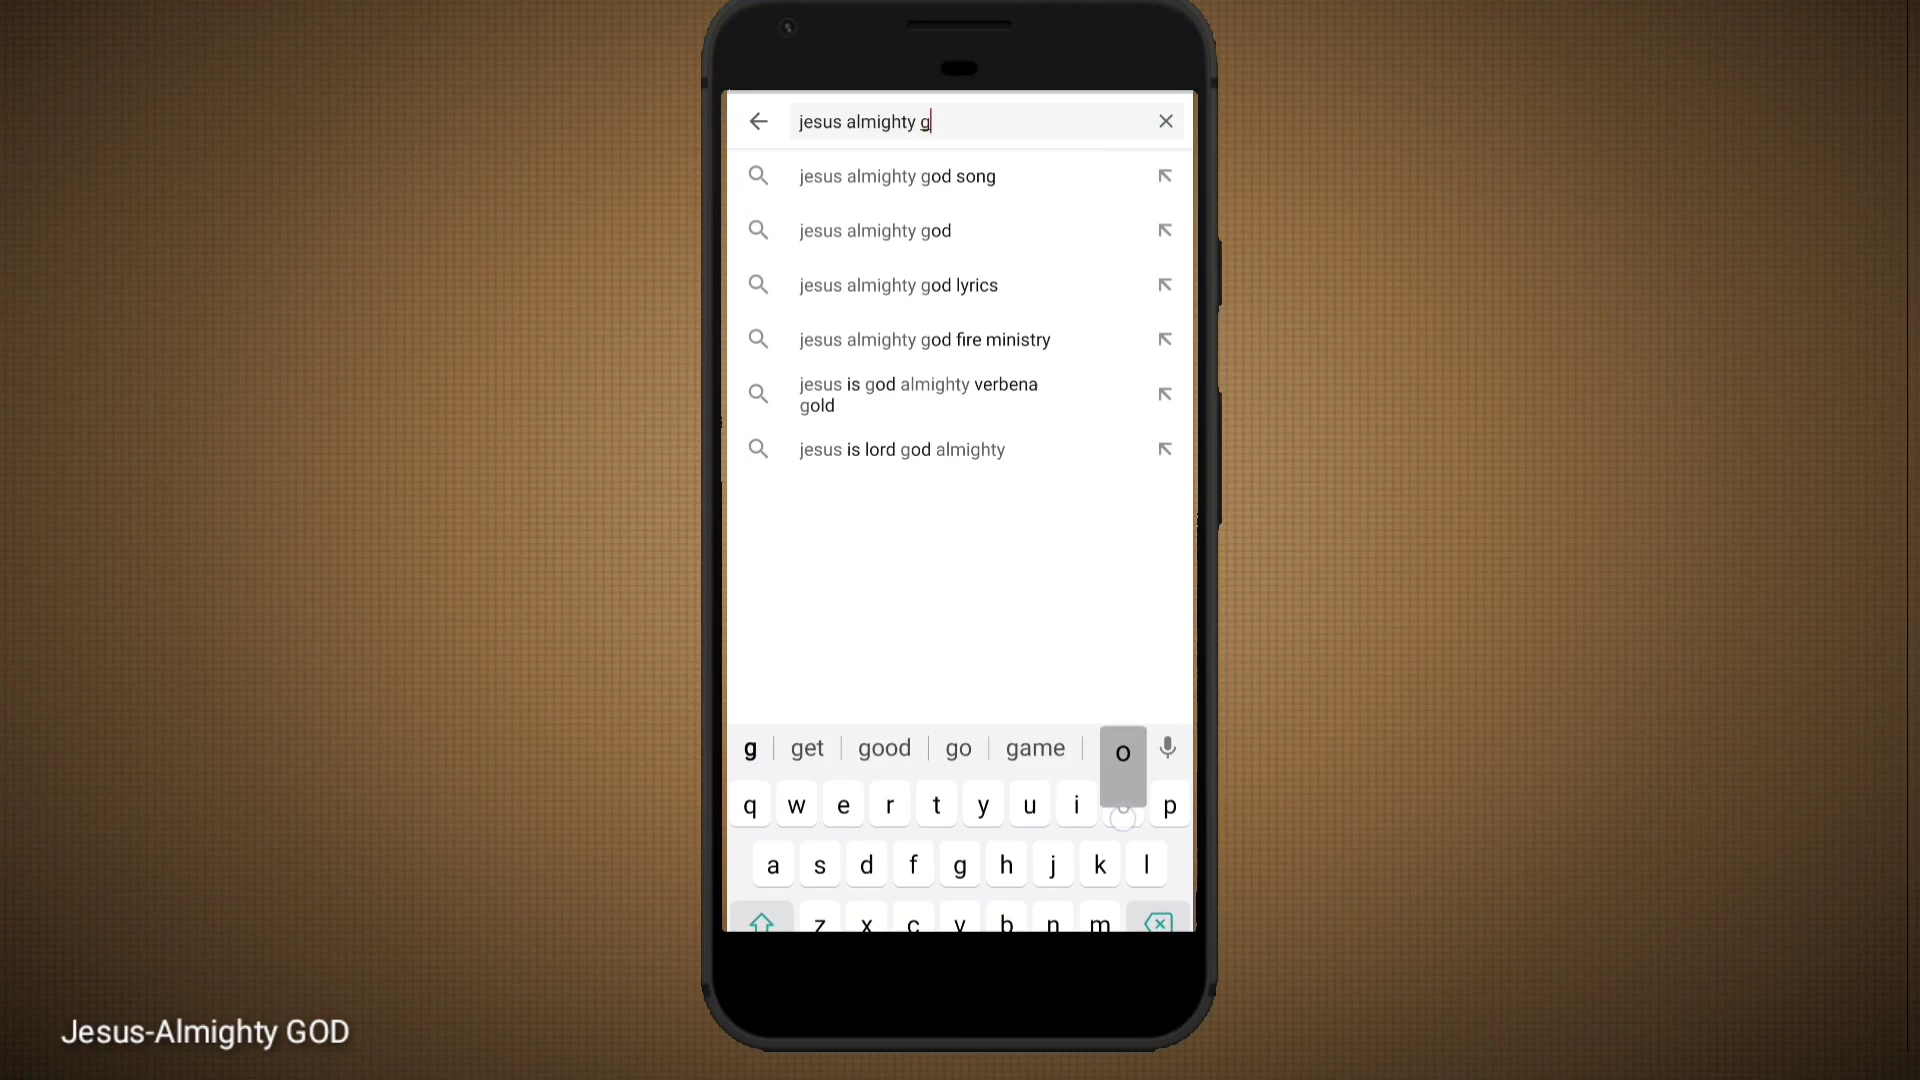 jesus almighty g
jesus almighty god song
jesus almighty god
jesus almighty god lyrics
jesus almighty god fire ministry
jesus is god almighty verbena
gold
jesus is lord god almighty
g get good go game o
q w e r t y u i p
a s d f g h j k l
z x c v b n m
Jesus-Almighty GOD